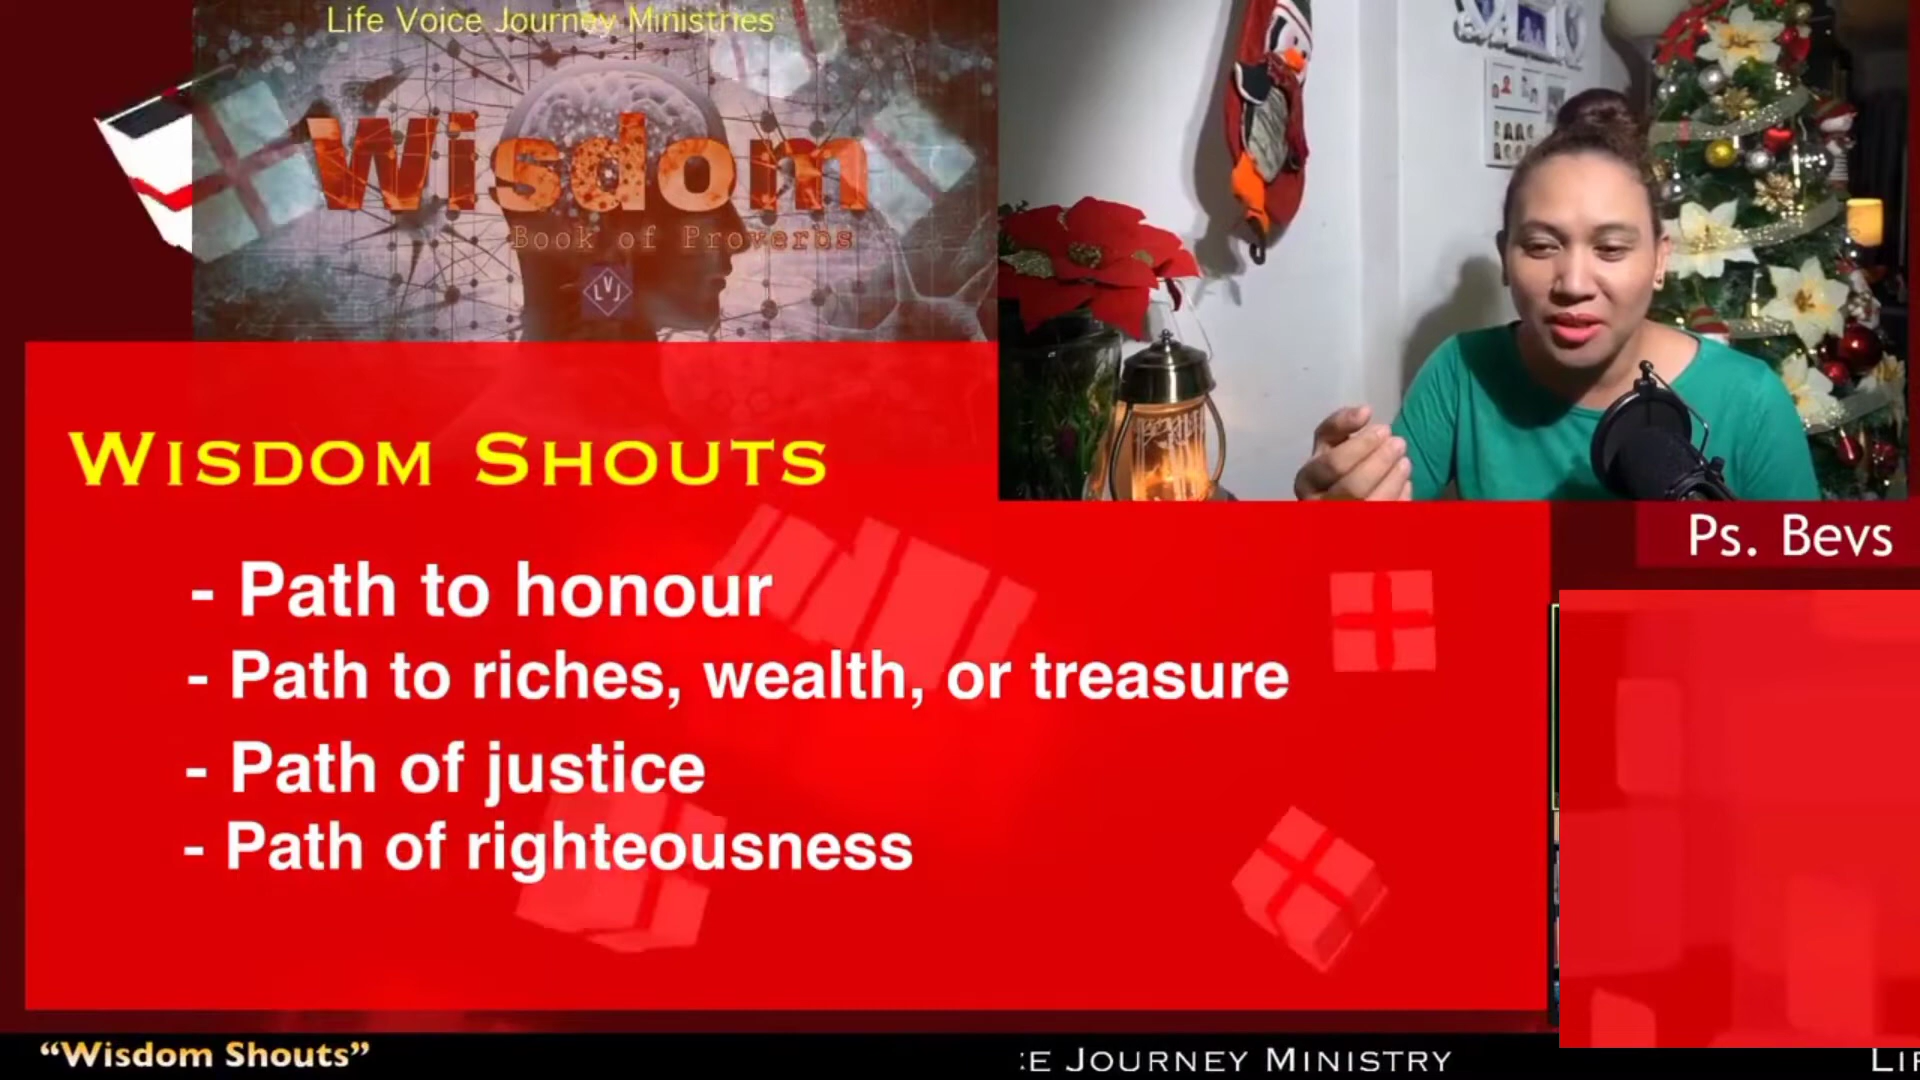 Life Voice Journey Ministries
Wisdom
Book of Proverbs
LVJ
WISDOM SHOUTS
- Path to honour
- Path to riches, wealth, or treasure
- Path of justice
- Path of righteousness
Ps. Bevs
“Wisdom Shouts”
E JOURNEY MINISTRY